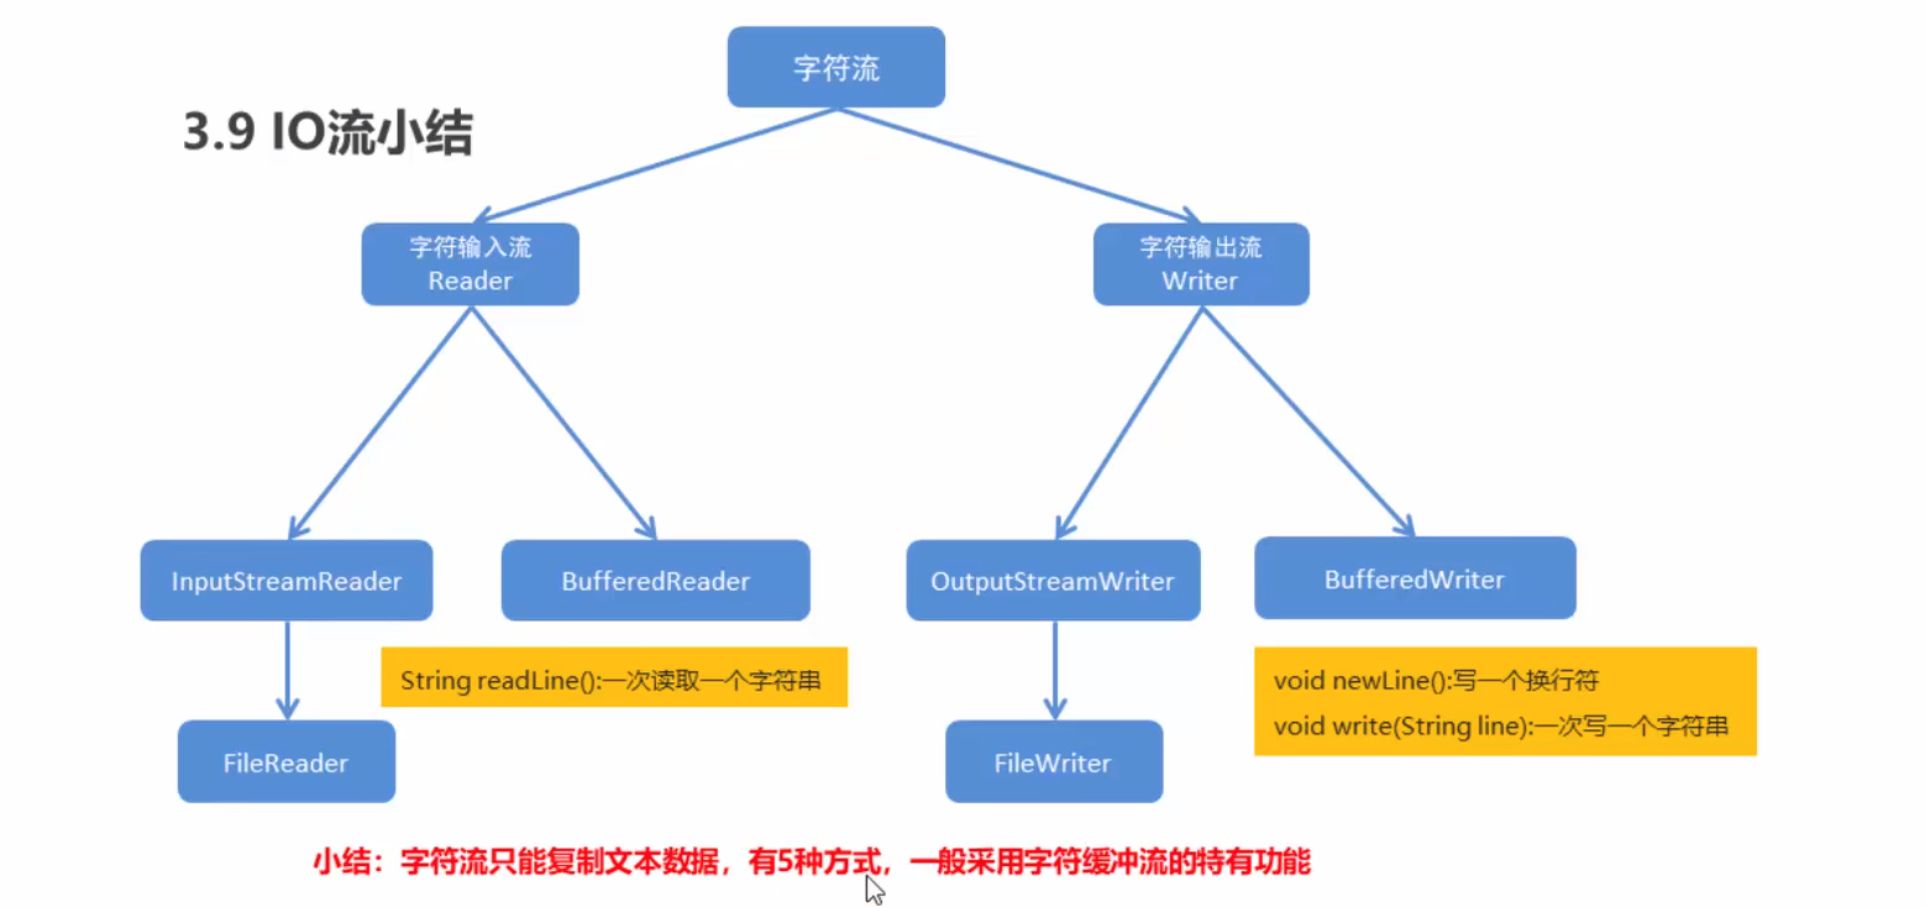 字符流
3.9 IO流小结
字符输入流
Reader
字符输出流
Writer
InputStreamReader
BufferedReader
OutputStreamWriter
BufferedWriter
String readLine():一次读取一个字符串
void newLine():写一个换行符
void write(String line):一次写一个字符串
FileReader
FileWriter
小结：字符流只能复制文本数据，有5种方式，一般采用字符缓冲流的特有功能